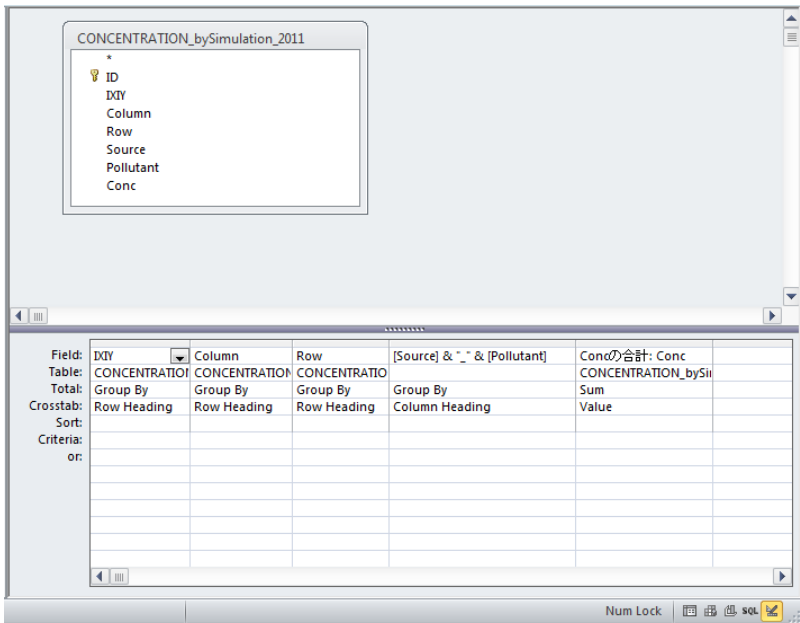 CONCENTRATION_bySimulation_2011
*
ID
IXIY
Column
Row
Source
Pollutant
Conc
Field: IXIY Column Row [Source] & "_" & [Pollutant] Concの合計: Conc
Table: CONCENTRATION CONCENTRATION CONCENTRATIO CONCENTRATION_bySi
Total: Group By Group By Group By Group By Sum
Crosstab: Row Heading Row Heading Row Heading Column Heading Value
Sort:
Criteria:
or:
Num Lock SQL